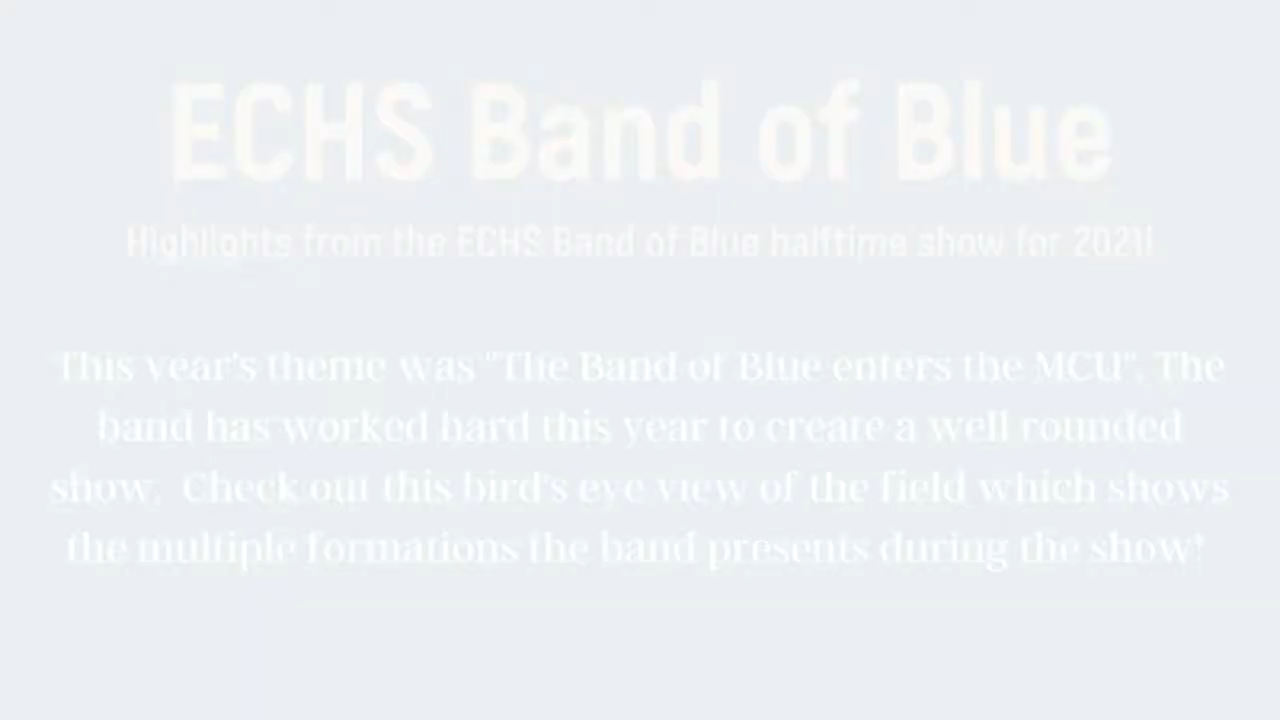 ECHS Band of Blue
Highlights from the ECHS Band of Blue halftime show for 2021!
This year's theme was "The Band of Blue enters the MCU". The
band has worked hard this year to create a well rounded
show.  Check out this bird's eye view of the field which shows
the multiple formations the band presents during the show!